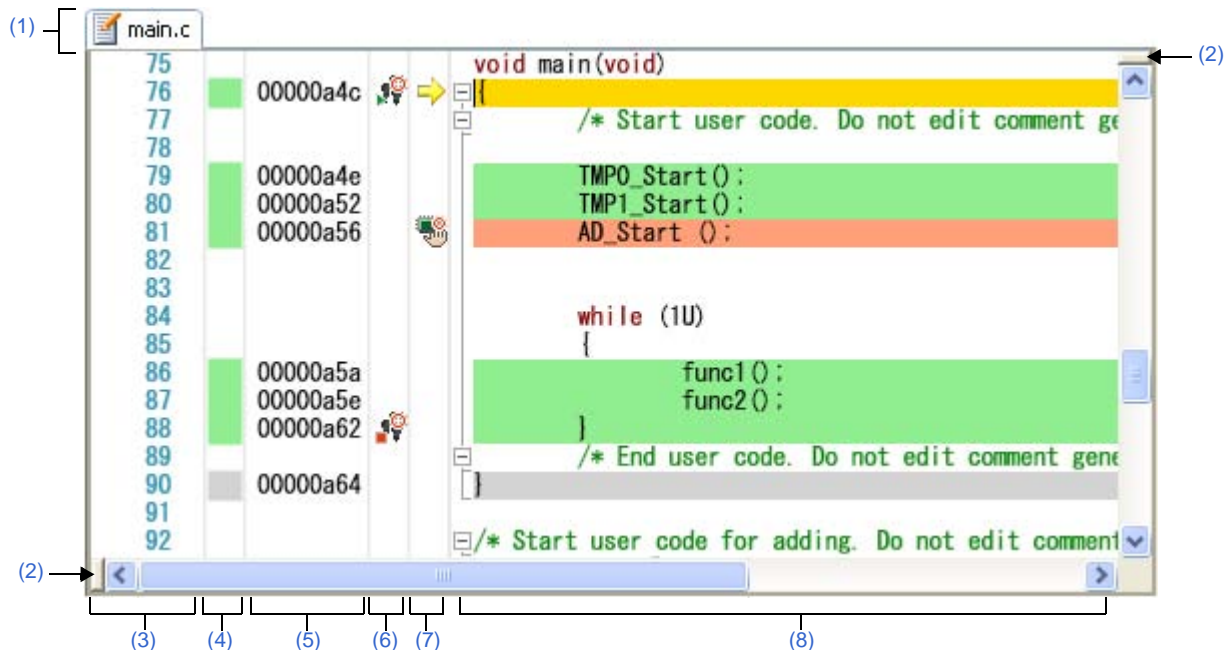 (1) main.c
75 void main(void) (2)
76 00000a4c {
77 /* Start user code. Do not edit comment ge
78
79 00000a4e TMP0_Start();
80 00000a52 TMP1_Start();
81 00000a56 AD_Start ();
82
83
84 while (1U)
85 {
86 00000a5a func1();
87 00000a5e func2();
88 00000a62 }
89 /* End user code. Do not edit comment gene
90 00000a64 }
91
92 /* Start user code for adding. Do not edit comment
(2)
(3) (4) (5) (6) (7) (8)